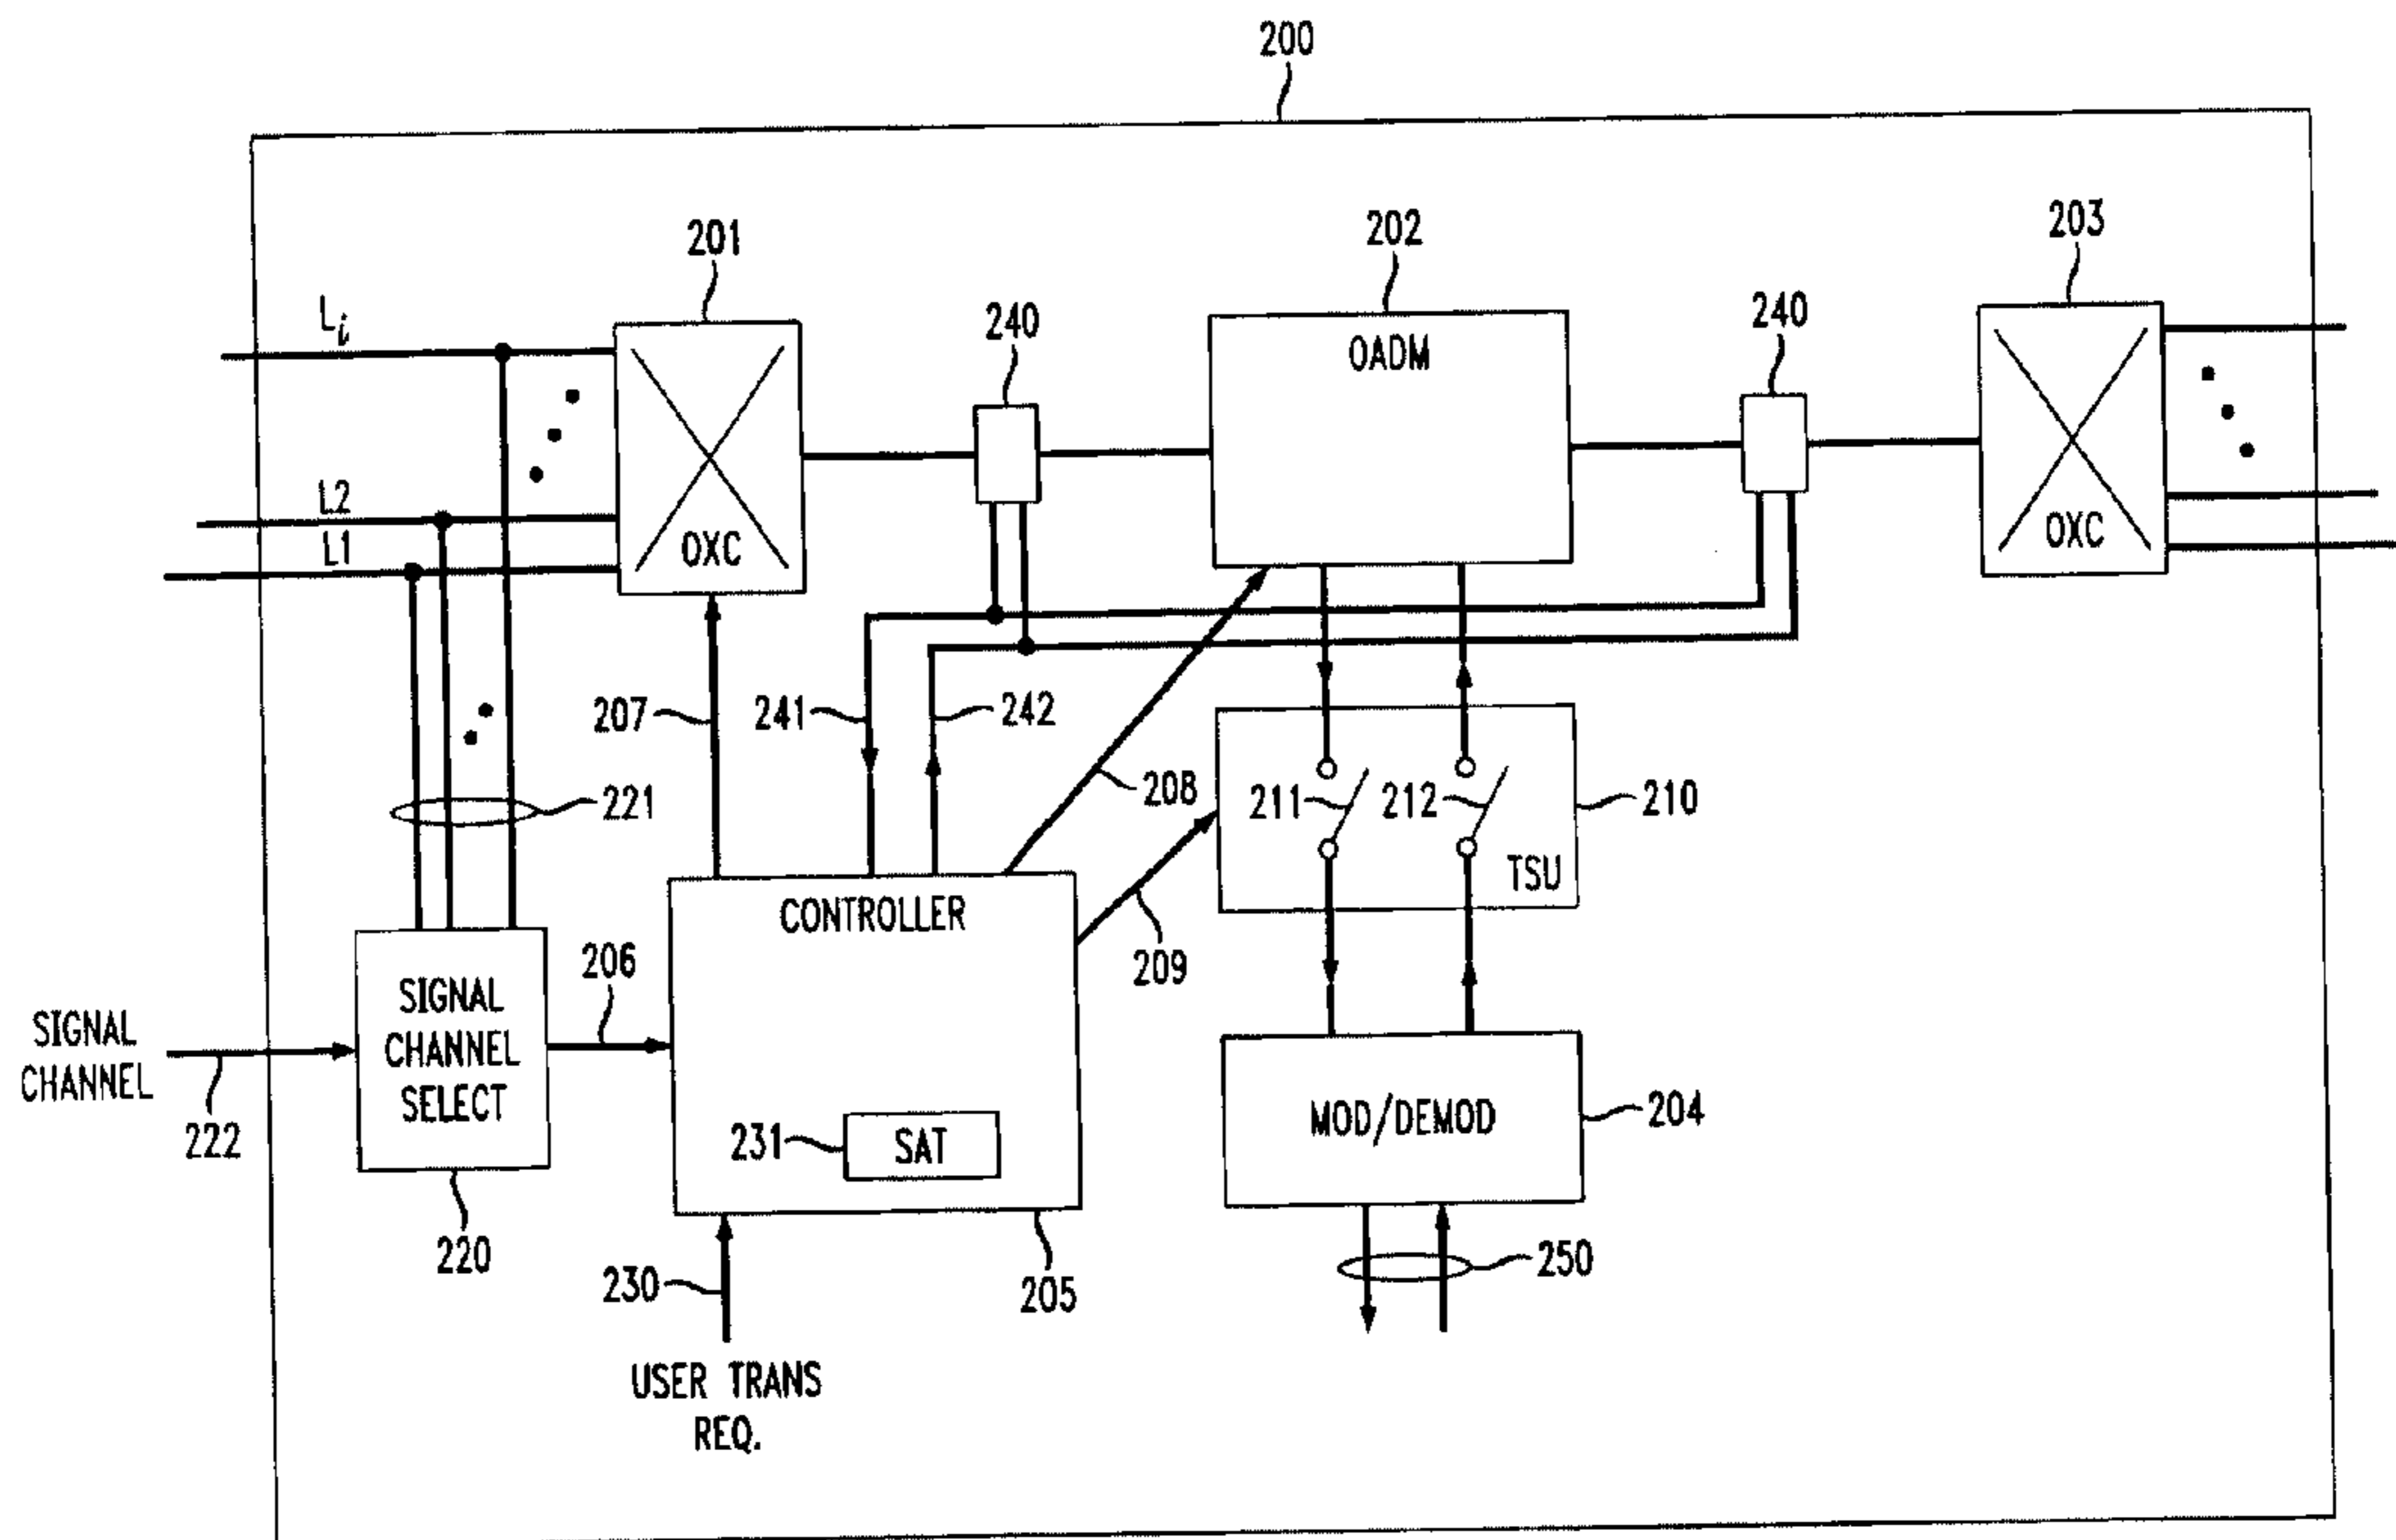 200
201
202
203
240
240
Li
L2
L1
OXC
OADM
OXC
207
241
242
208
221
211
212
210
TSU
CONTROLLER
209
206
SIGNAL
CHANNEL
SELECT
SIGNAL
CHANNEL
222
220
231
SAT
MOD/DEMOD
204
230
205
250
USER TRANS
REQ.